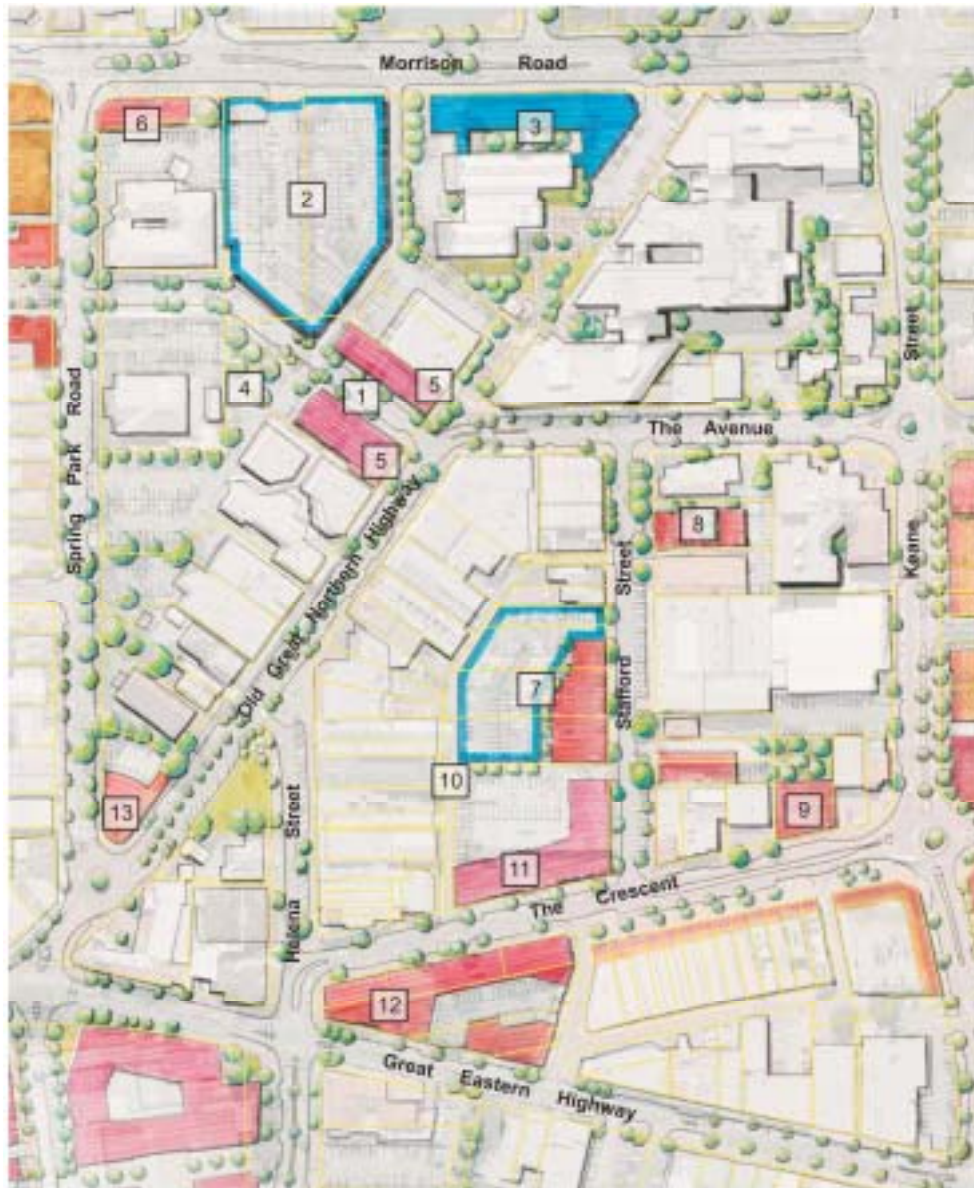 Morrison Road
6
3
2
Street
4
1
5
Spring Park Road
The Avenue
5
Old Great Northern Highway
8
Street
Keane
7
Stafford
10
13
9
Street
11
The Crescent
Helena
12
Great Eastern Highway